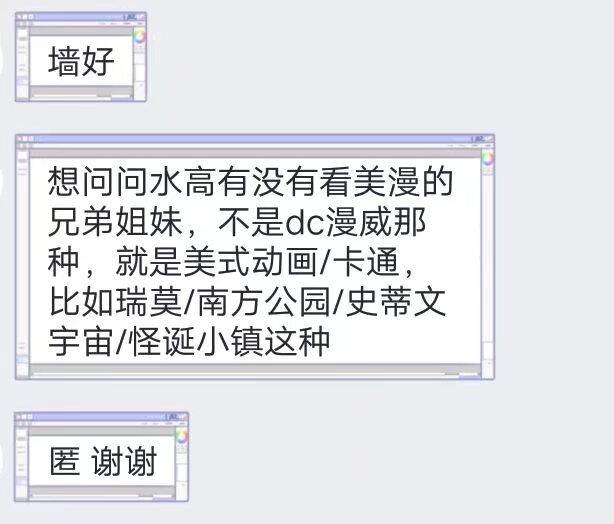 墙好
想问问水高有没有看美漫的
兄弟姐妹，不是dc漫威那
种，就是美式动画/卡通，
比如瑞莫/南方公园/史蒂文
宇宙/怪诞小镇这种
匿 谢谢